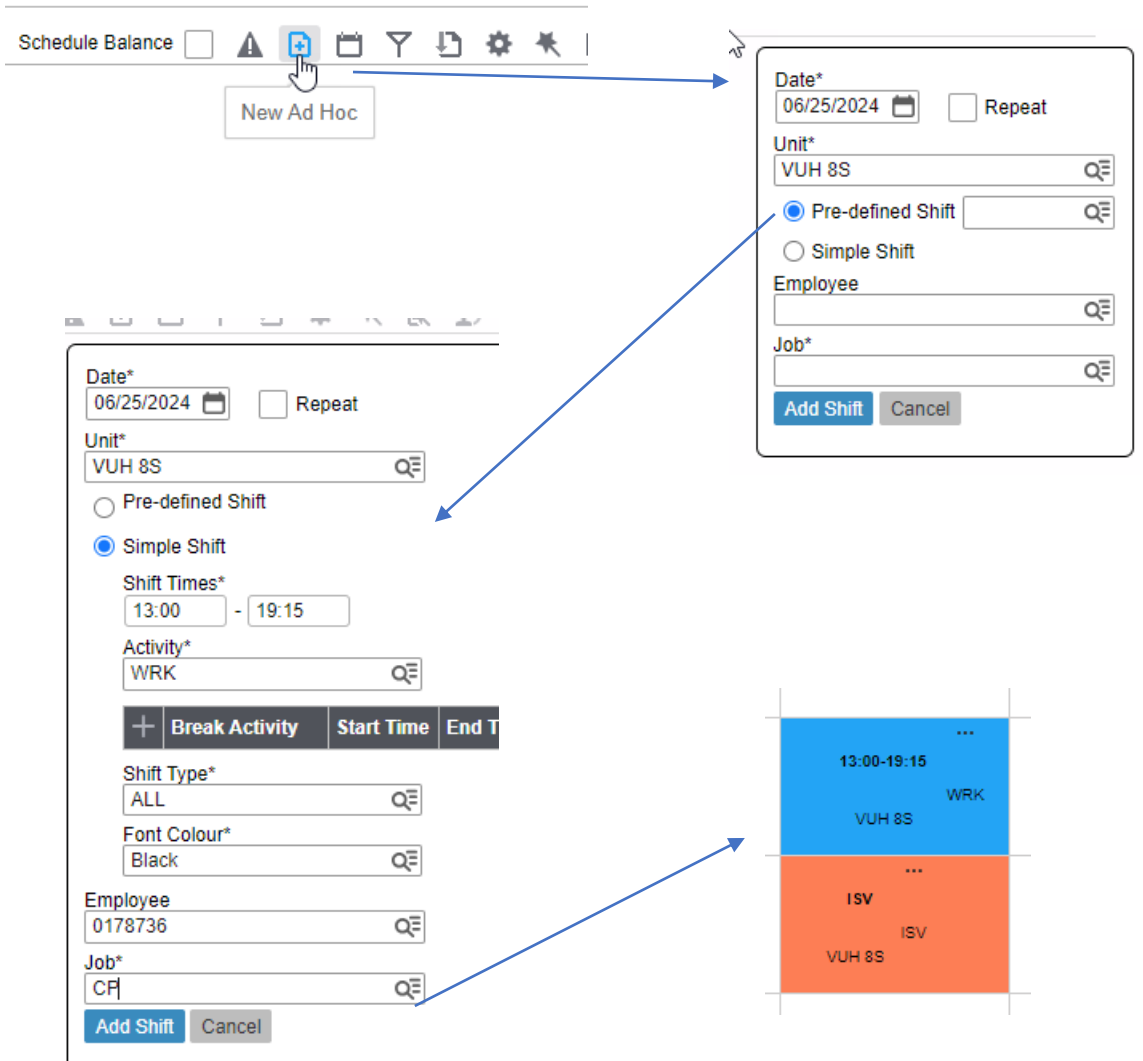 Schedule Balance
New Ad Hoc
Date*
06/25/2024 Repeat
Unit*
VUH 8S
Pre-defined Shift
Simple Shift
Employee
Job*
Add Shift Cancel
Date*
06/25/2024 Repeat
Unit*
VUH 8S
Pre-defined Shift
Simple Shift
Shift Times*
13:00 - 19:15
Activity*
WRK
+ Break Activity Start Time End T
Shift Type*
ALL
Font Colour*
Black
Employee
0178736
Job*
CP
Add Shift Cancel
...
13:00-19:15
WRK
VUH 8S
...
ISV
ISV
VUH 8S